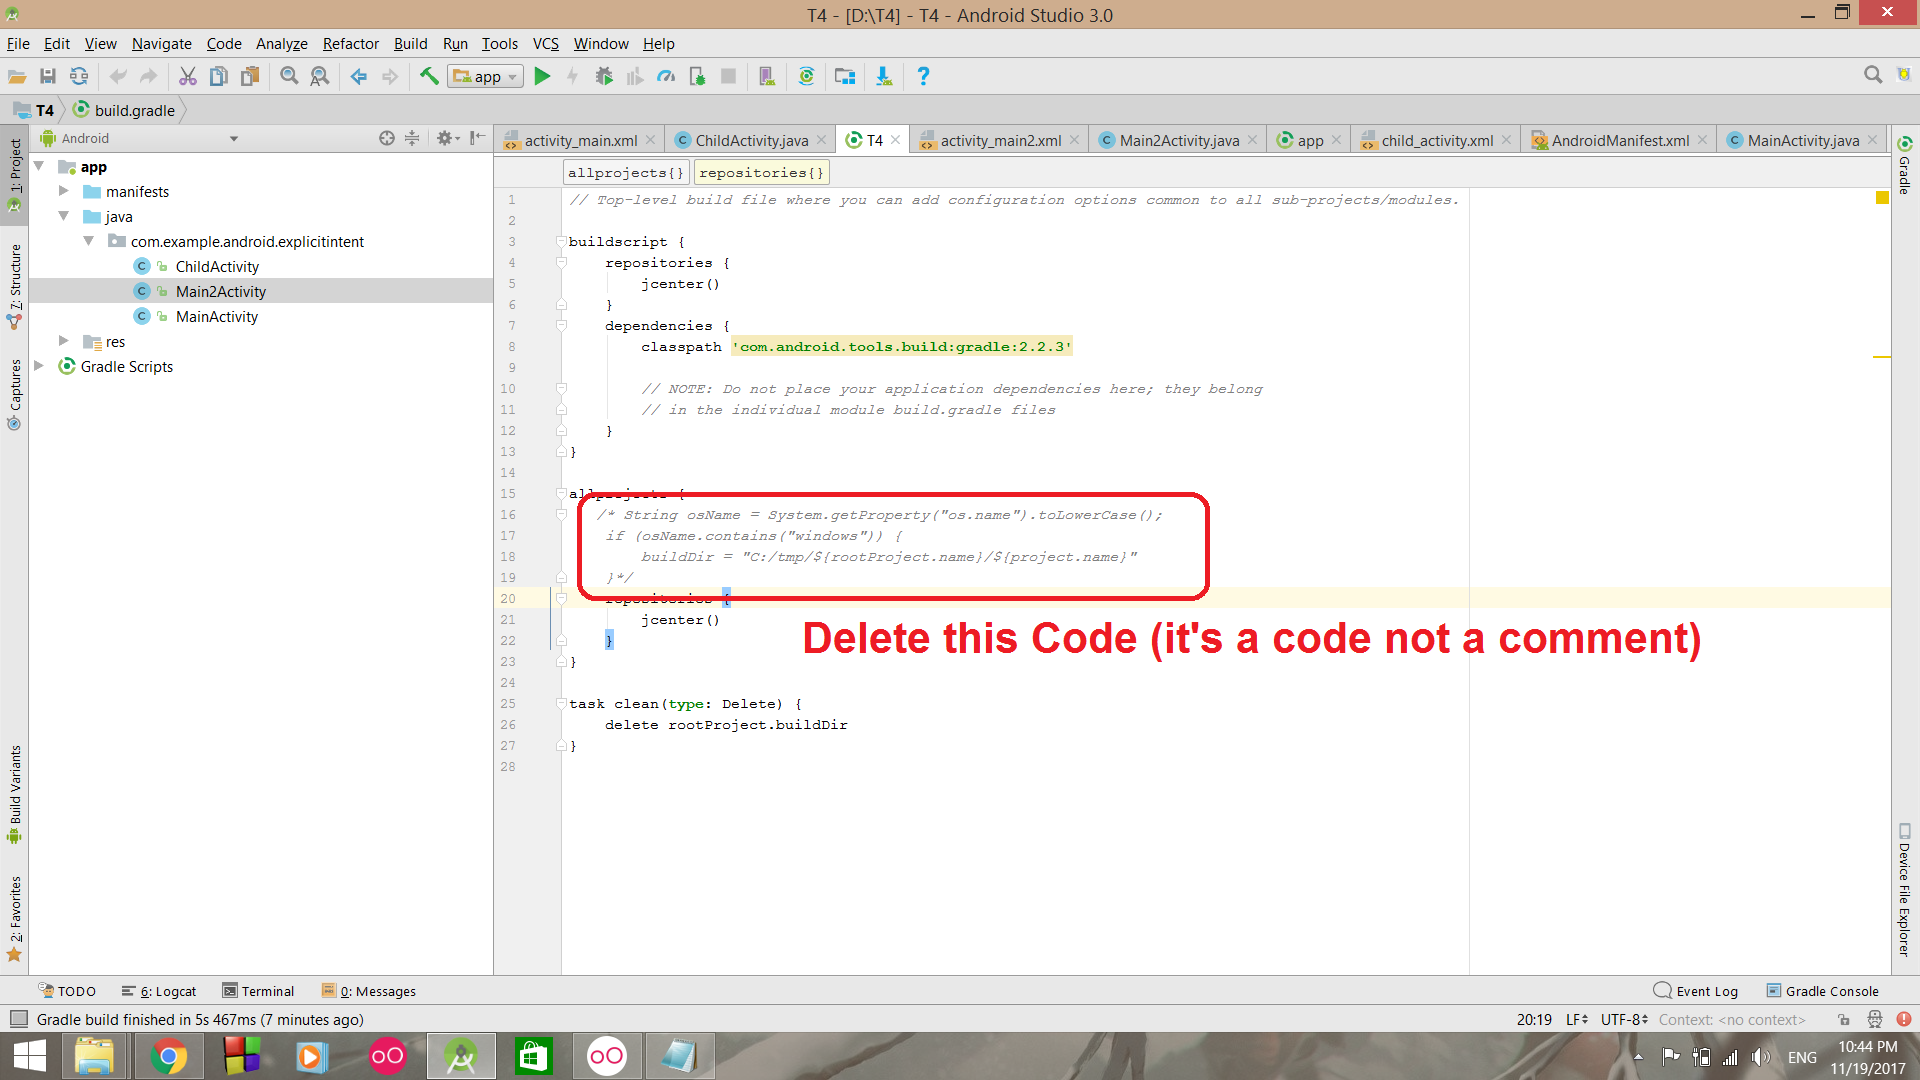 T4 - [D:\T4] - T4 - Android Studio 3.0
File Edit View Navigate Code Analyze Refactor Build Run Tools VCS Window Help
app
T4 build.gradle
Android
activity_main.xml ChildActivity.java T4 activity_main2.xml Main2Activity.java app child_activity.xml AndroidManifest.xml MainActivity.java
1: Project
7: Structure
Captures
Build Variants
2: Favorites
app
manifests
java
com.example.android.explicitintent
ChildActivity
Main2Activity
MainActivity
res
Gradle Scripts
allprojects{} repositories{}
1 // Top-level build file where you can add configuration options common to all sub-projects/modules.
2
3 buildscript {
4 repositories {
5 jcenter()
6 }
7 dependencies {
8 classpath 'com.android.tools.build:gradle:2.2.3'
9
10 // NOTE: Do not place your application dependencies here; they belong
11 // in the individual module build.gradle files
12 }
13 }
14
15 allprojects {
16 /* String osName = System.getProperty("os.name").toLowerCase();
17 if (osName.contains("windows")) {
18 buildDir = "C:/tmp/${rootProject.name}/${project.name}"
19 }*/
20 repositories {
21 jcenter()
22 }
23 }
24
25 task clean(type: Delete) {
26 delete rootProject.buildDir
27 }
28
Delete this Code (it's a code not a comment)
Gradle
Device File Explorer
TODO 6: Logcat Terminal 0: Messages Event Log Gradle Console
Gradle build finished in 5s 467ms (7 minutes ago) 20:19 LF UTF-8 Context: <no context>
ENG 10:44 PM
11/19/2017